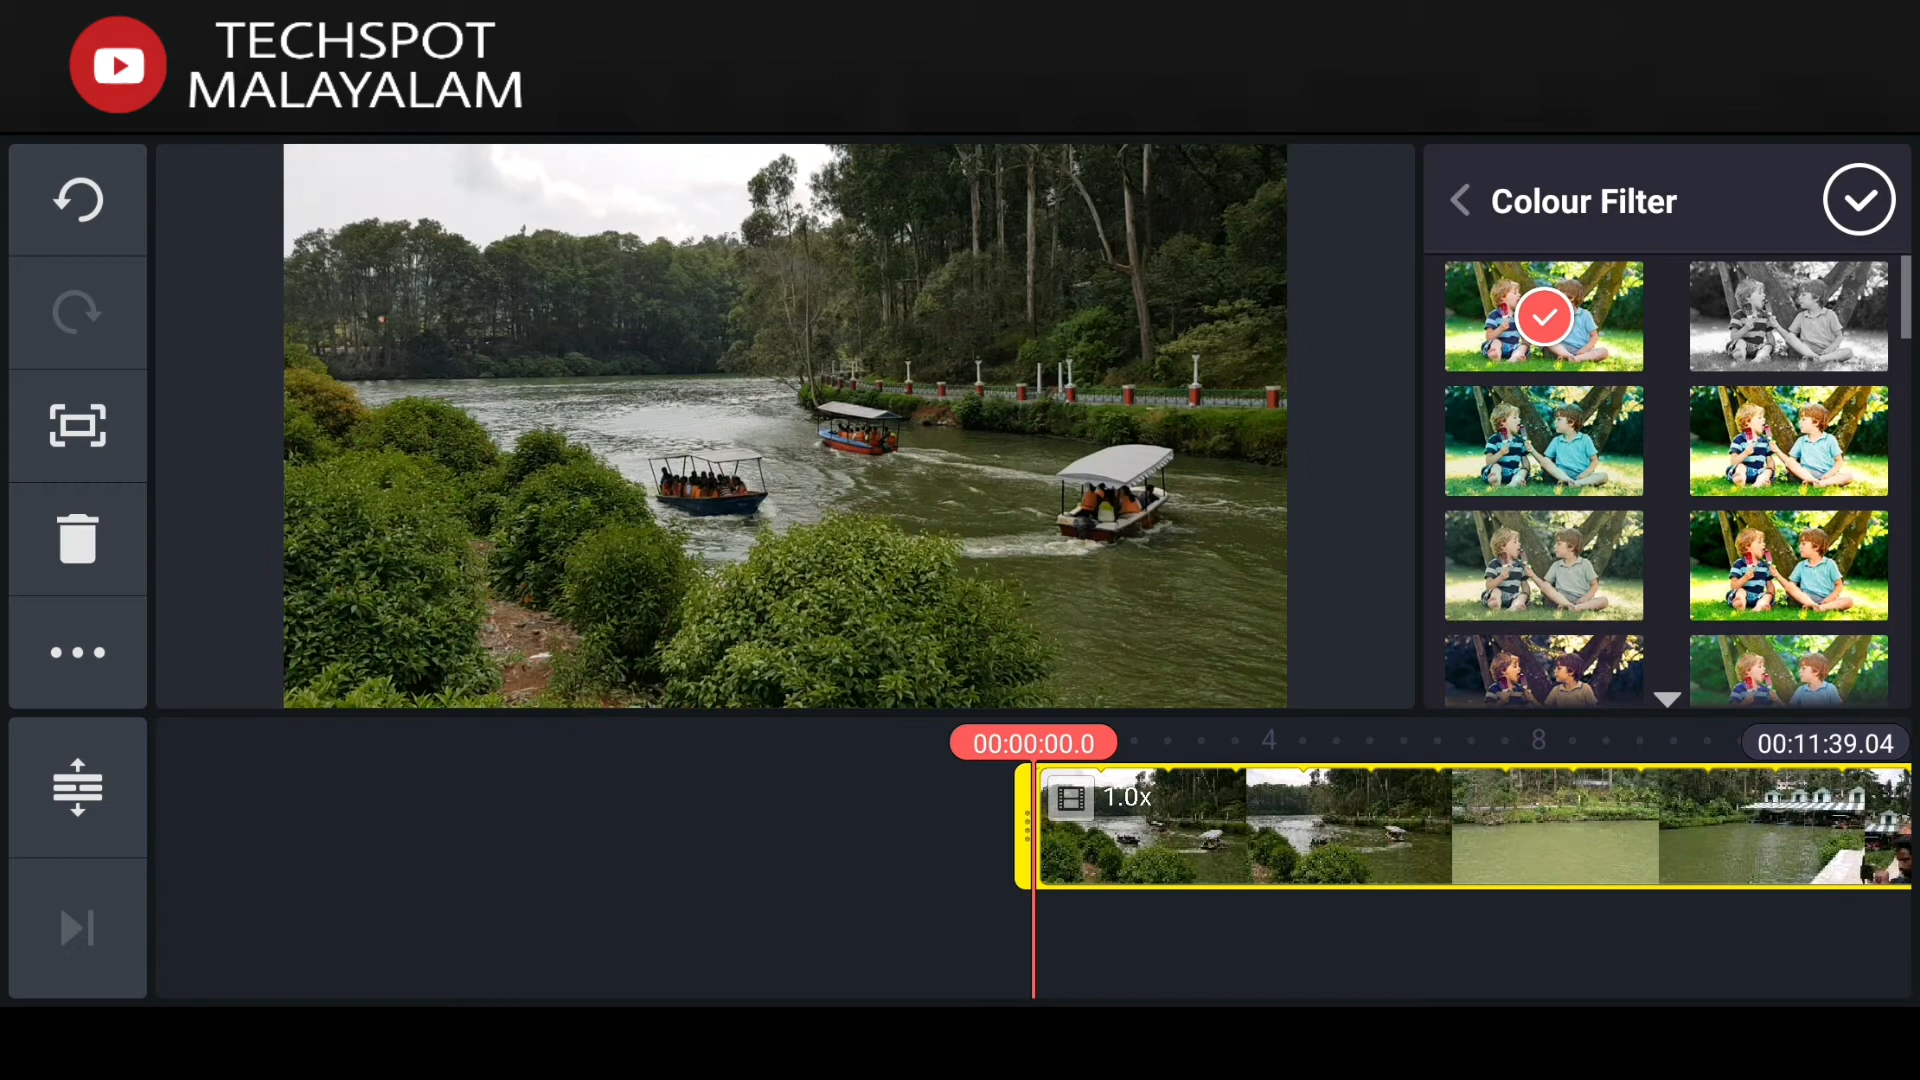 TECHSPOT
MALAYALAM
Colour Filter
00:00:00.0
4
8
00:11:39.04
1.0x